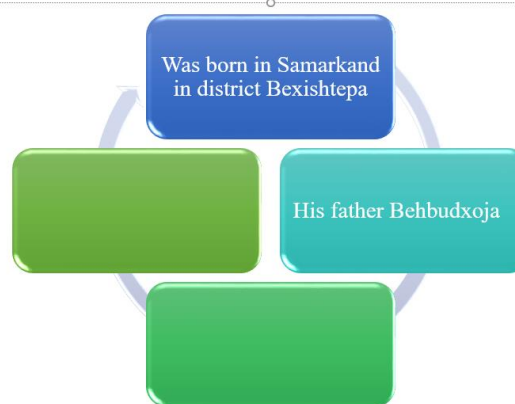 Was born in Samarkand
in district Bexishtepa
His father Behbudxoja